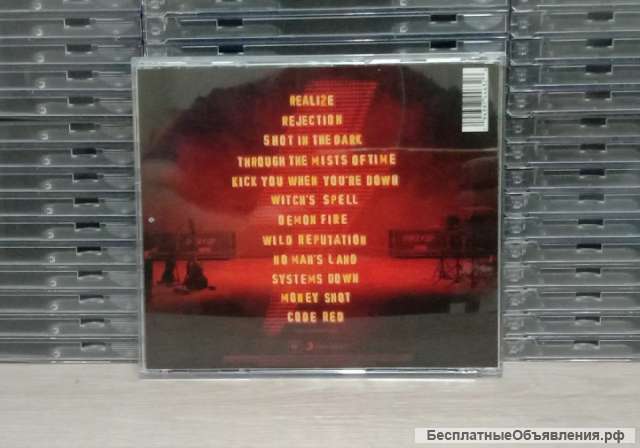 REALIZE
REJECTION
SHOT IN THE DARK
THROUGH THE MISTS OF TIME
KICK YOU WHEN YOU'RE DOWN
WITCH'S SPELL
DEMON FIRE
WILD REPUTATION
NO MAN'S LAND
SYSTEMS DOWN
MONEY SHOT
CODE RED
БесплатныеОбъявления.рф